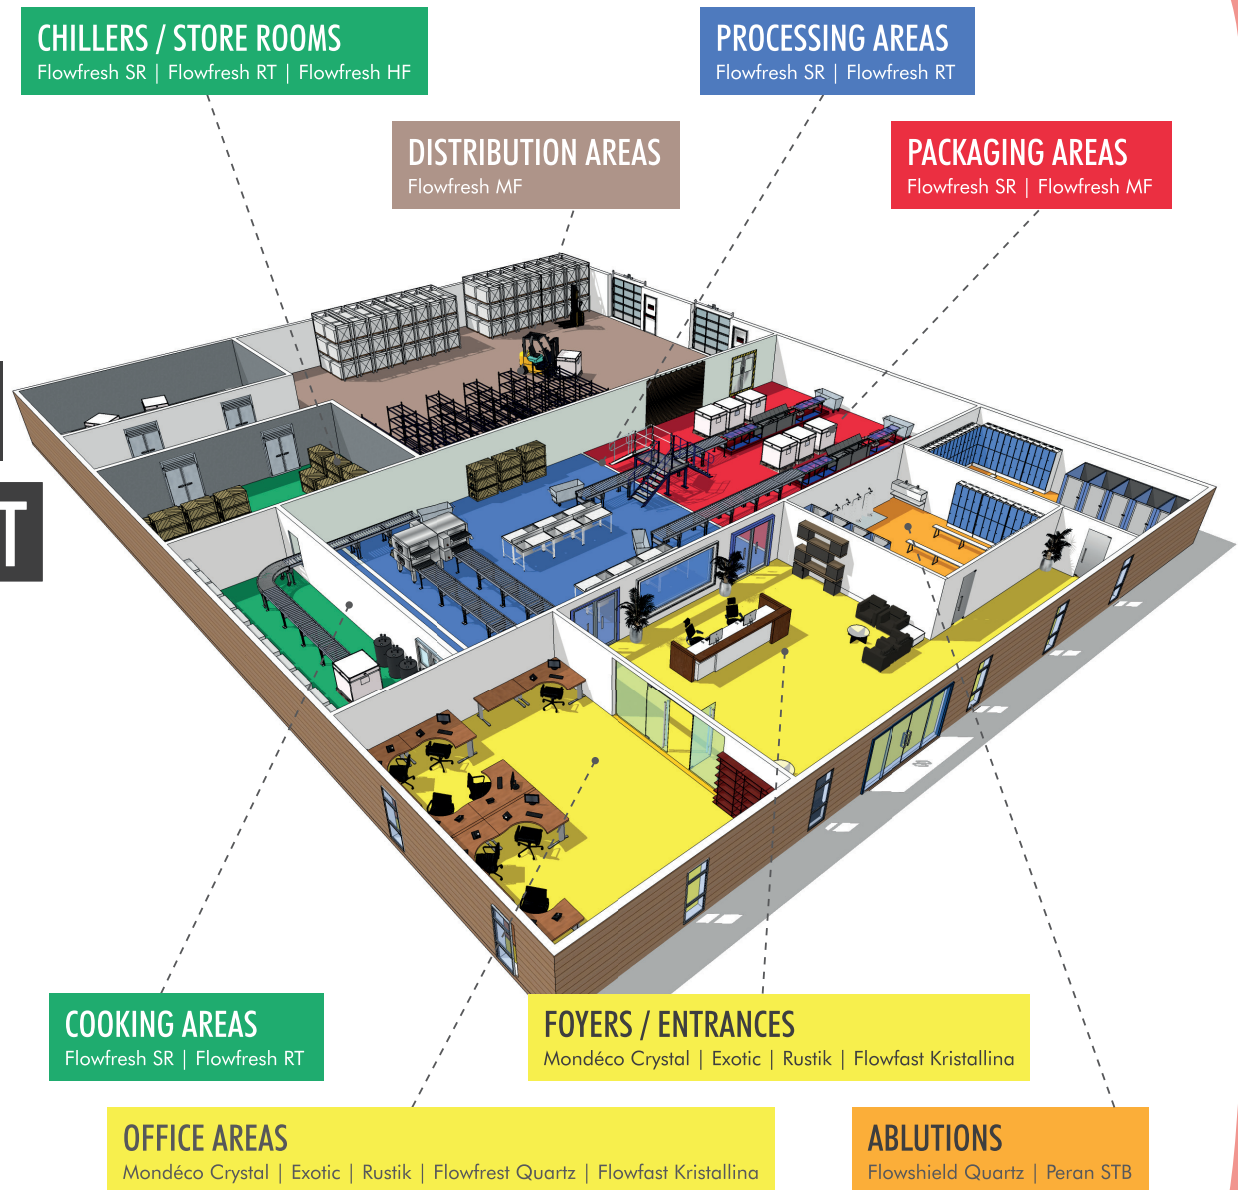 CHILLERS / STORE ROOMS
Flowfresh SR | Flowfresh RT | Flowfresh HF
PROCESSING AREAS
Flowfresh SR | Flowfresh RT
DISTRIBUTION AREAS
Flowfresh MF
PACKAGING AREAS
Flowfresh SR | Flowfresh MF
T
COOKING AREAS
Flowfresh SR | Flowfresh RT
FOYERS / ENTRANCES
Mondéco Crystal | Exotic | Rustik | Flowfast Kristallina
OFFICE AREAS
Mondéco Crystal | Exotic | Rustik | Flowfrest Quartz | Flowfast Kristallina
ABLUTIONS
Flowshield Quartz | Peran STB